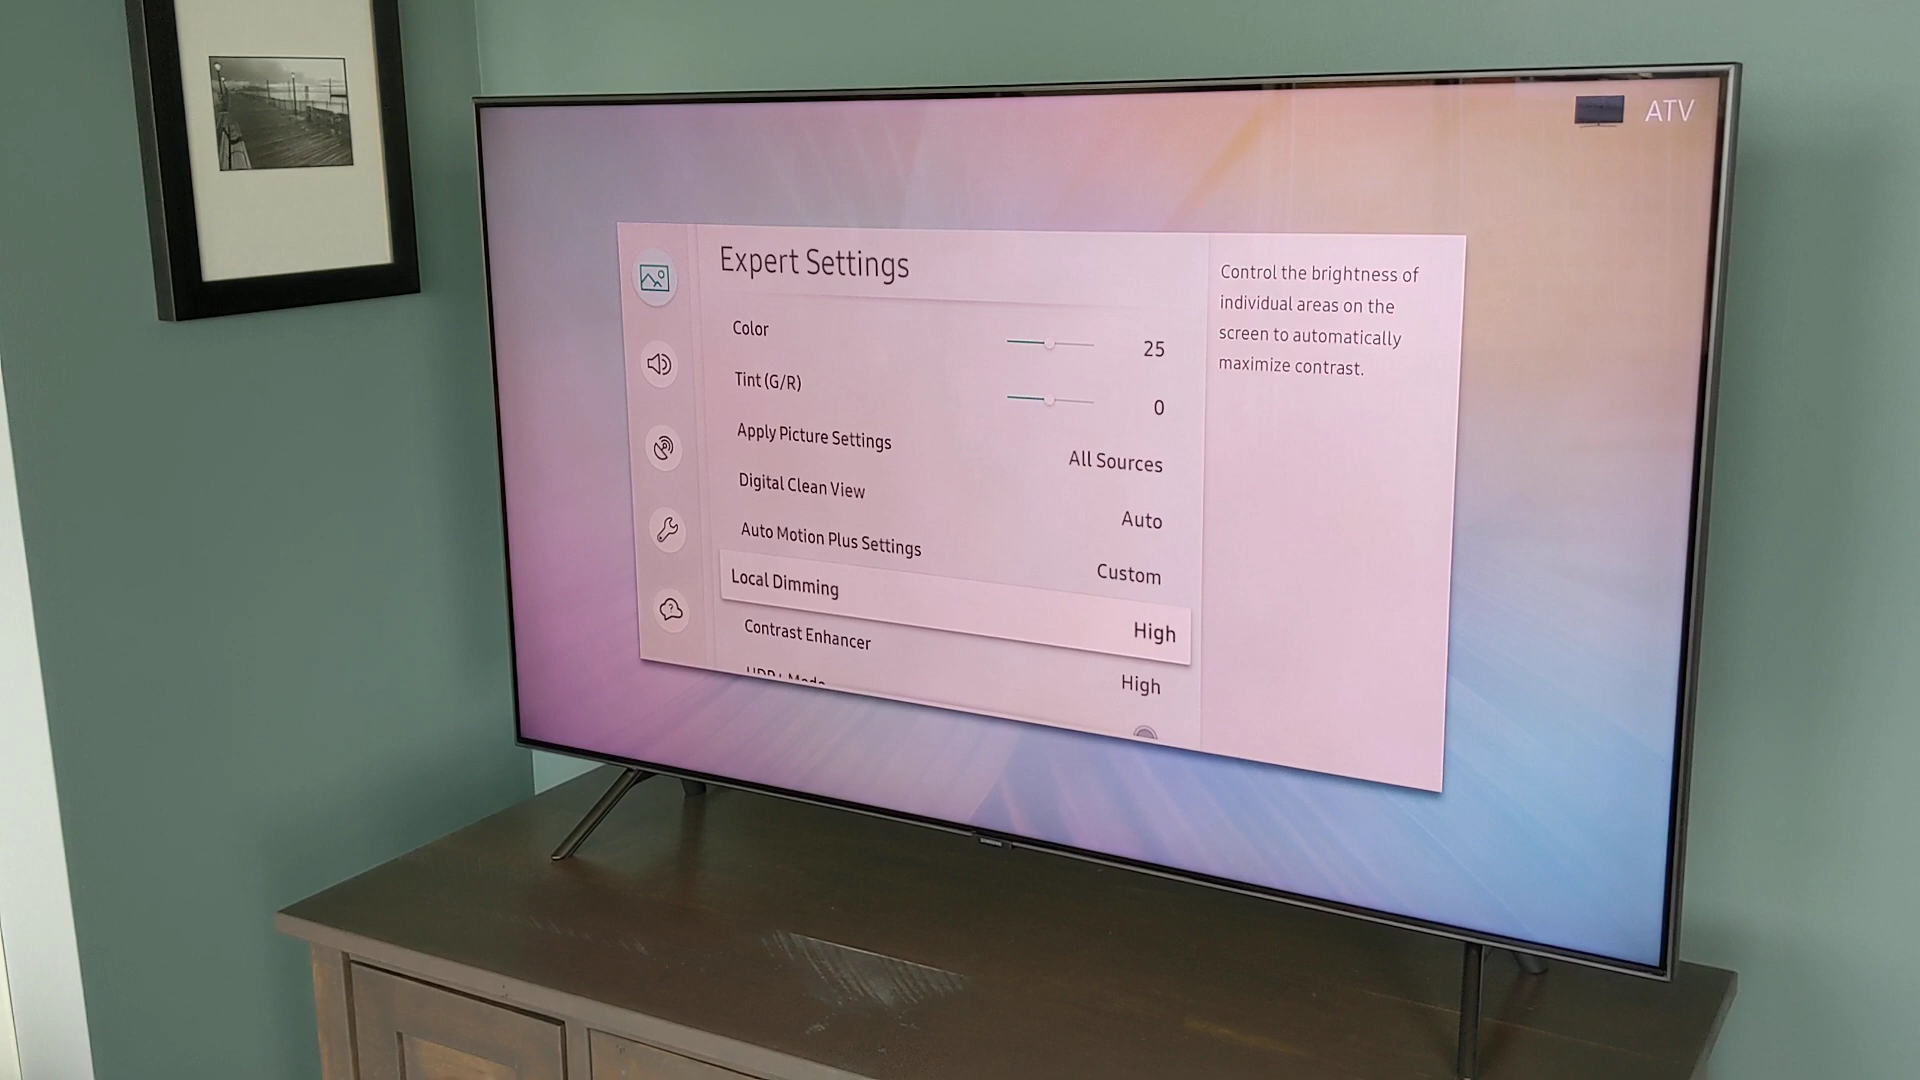 ATV
Expert Settings
Color 25
Tint (G/R) 0
Apply Picture Settings All Sources
Digital Clean View Auto
Auto Motion Plus Settings Custom
Local Dimming High
Contrast Enhancer High
HDR+ Mode
Control the brightness of
individual areas on the
screen to automatically
maximize contrast.